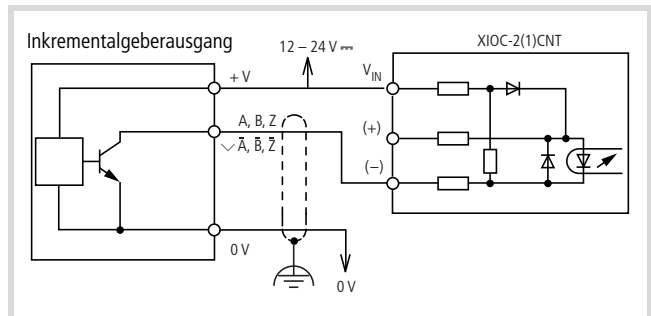 Inkrementalgeberausgang
12 – 24 V ⎓
XIOC-2(1)CNT
+ V
V_IN
A, B, Z
∨ A̅, B̅, Z̅
(+)
(–)
0 V
0 V